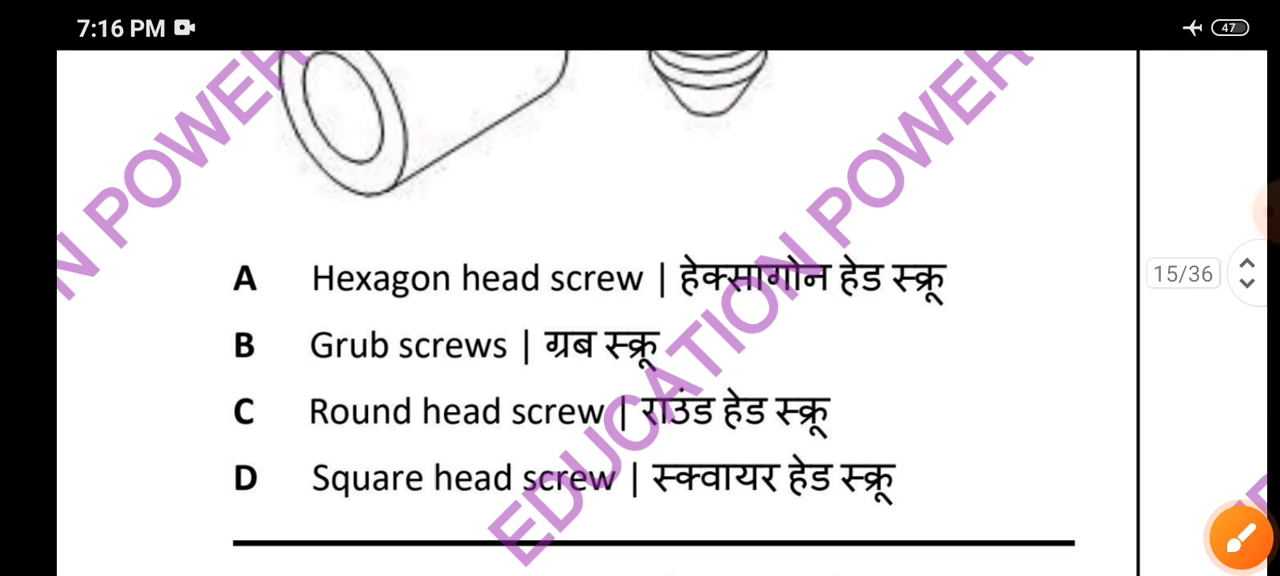 7:16 PM
47
N POWER
EDUCATION POWER
15/36
A Hexagon head screw | हेक्सागोन हेड स्क्रू
B Grub screws | ग्रब स्क्रू
C Round head screw | राउंड हेड स्क्रू
D Square head screw | स्क्वायर हेड स्क्रू